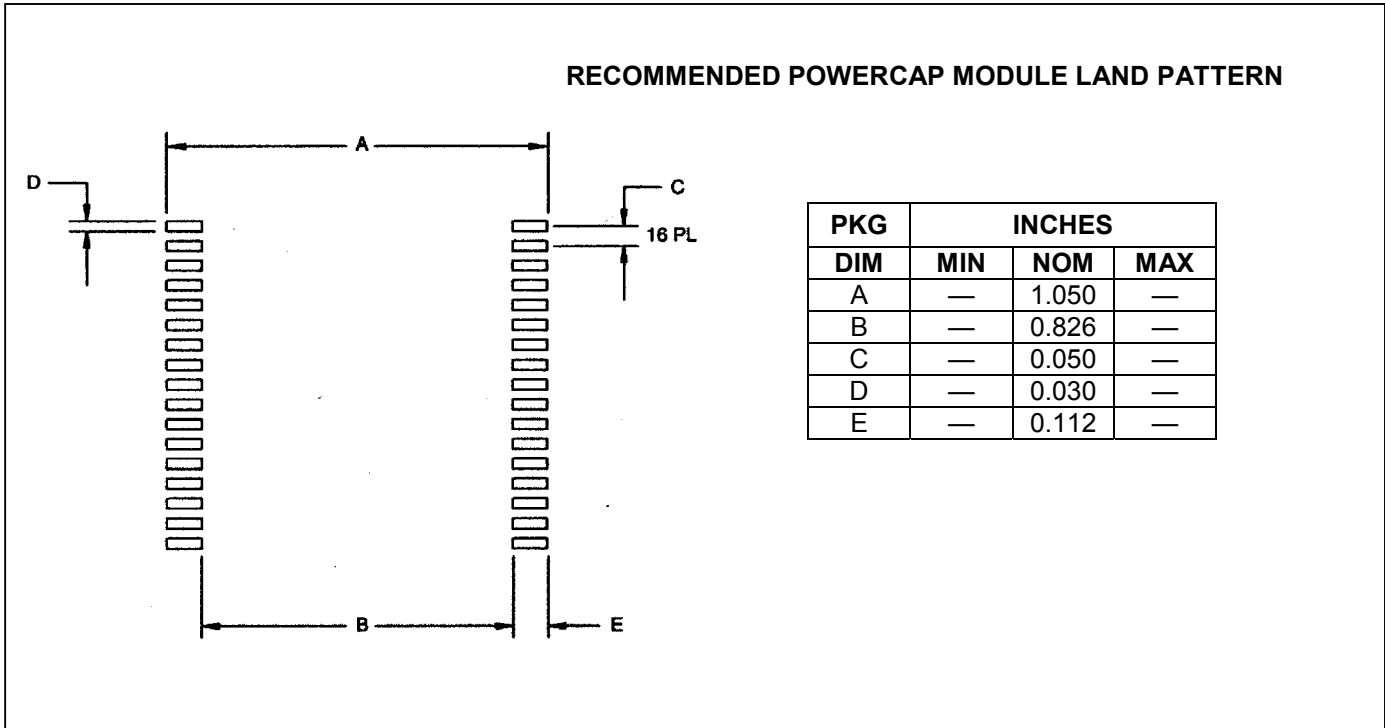 RECOMMENDED POWERCAP MODULE LAND PATTERN
A
D
C
16 PL
B
E
PKG INCHES
DIM MIN NOM MAX
A — 1.050 —
B — 0.826 —
C — 0.050 —
D — 0.030 —
E — 0.112 —